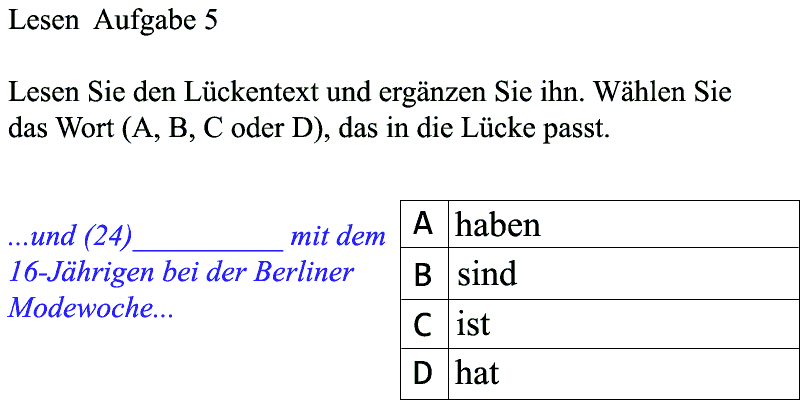 Lesen Aufgabe 5
Lesen Sie den Lückentext und ergänzen Sie ihn. Wählen Sie
das Wort (A, B, C oder D), das in die Lücke passt.
...und (24)__________ mit dem
16-Jährigen bei der Berliner
Modewoche...
A haben
B sind
C ist
D hat